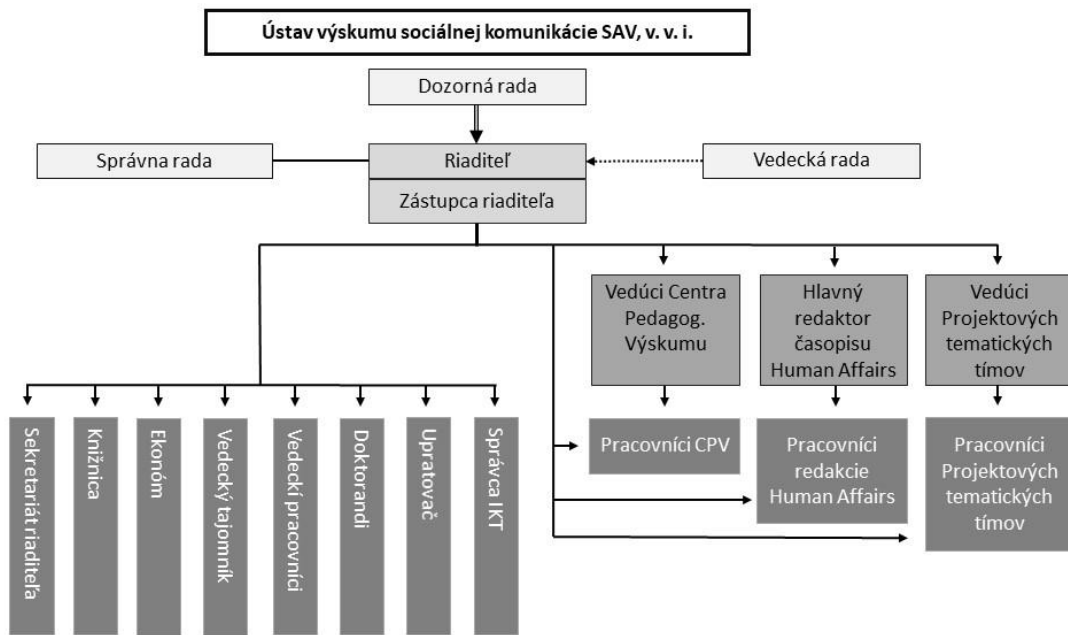 Ústav výskumu sociálnej komunikácie SAV, v. v. i.
Dozorná rada
Správna rada
Riaditeľ
Vedecká rada
Zástupca riaditeľa
Vedúci Centra
Pedagog.
Výskumu
Hlavný
redaktor
časopisu
Human Affairs
Vedúci
Projektových
tematických
tímov
Sekretariát riaditeľa
Knižnica
Ekonóm
Vedecký tajomník
Vedeckí pracovníci
Doktorandi
Upratovač
Správca IKT
Pracovníci CPV
Pracovníci
redakcie
Human Affairs
Pracovníci
Projektových
tematických
tímov